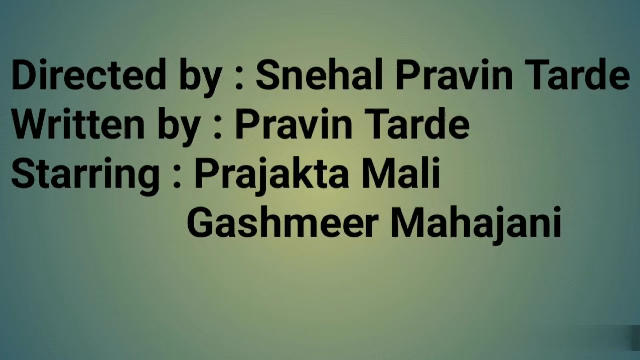 Directed by : Snehal Pravin Tarde
Written by : Pravin Tarde
Starring : Prajakta Mali
Gashmeer Mahajani